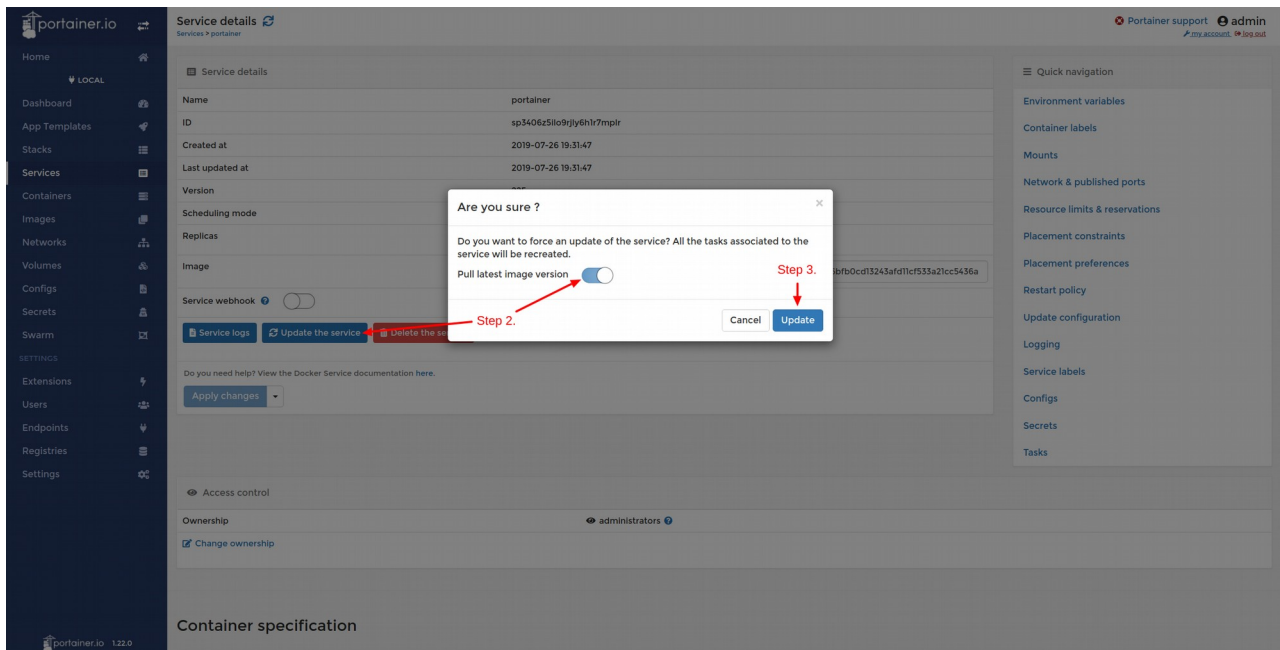 portainer.io
Home
LOCAL
Dashboard
App Templates
Stacks
Services
Containers
Images
Networks
Volumes
Configs
Secrets
Swarm
SETTINGS
Extensions
Users
Endpoints
Registries
Settings
portainer.io 1.22.0
Service details
Services > portainer
Portainer support admin
my account log out
Service details
Name portainer
ID
Created at 2019-07-26 19:31:47
Last updated at 2019-07-26 19:31:47
Version
Scheduling mode
Replicas
Image
Service webhook
Service logs Update the service Delete the se
Do you need help? View the Docker Service documentation here.
Apply changes
Are you sure ?
×
Do you want to force an update of the service? All the tasks associated to the
service will be recreated.
Pull latest image version
Step 3.
Step 2.
Cancel Update
Access control
Ownership administrators
Change ownership
Container specification
Quick navigation
Environment variables
Container labels
Mounts
Network & published ports
Resource limits & reservations
Placement constraints
Placement preferences
Restart policy
Update configuration
Logging
Service labels
Configs
Secrets
Tasks